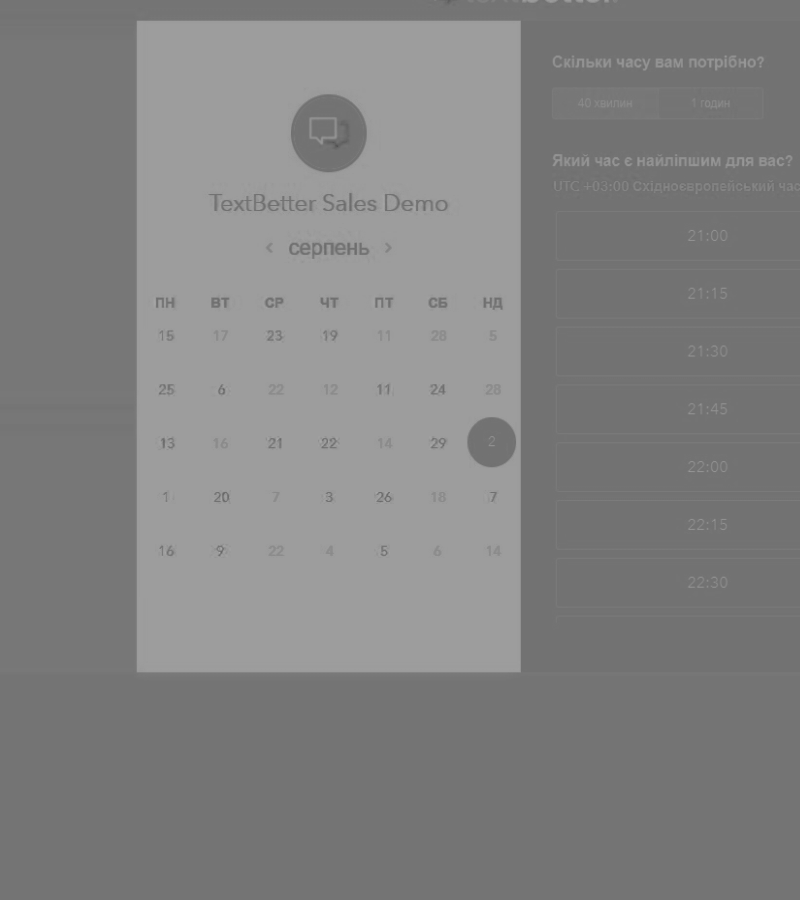 TextBetter Sales Demo
< серпень >
ПН ВТ СР ЧТ ПТ СБ НД
15 17 23 19 11 28 5
25 6 22 12 11 24 28
13 16 21 22 14 29 2
1 20 7 3 26 18 7
16 9 22 4 5 6 14
Скільки часу вам потрібно?
40 хвилин 1 годин
Який час є найліпшим для вас?
UTC +03:00 Східноєвропейський час
21:00
21:15
21:30
21:45
22:00
22:15
22:30